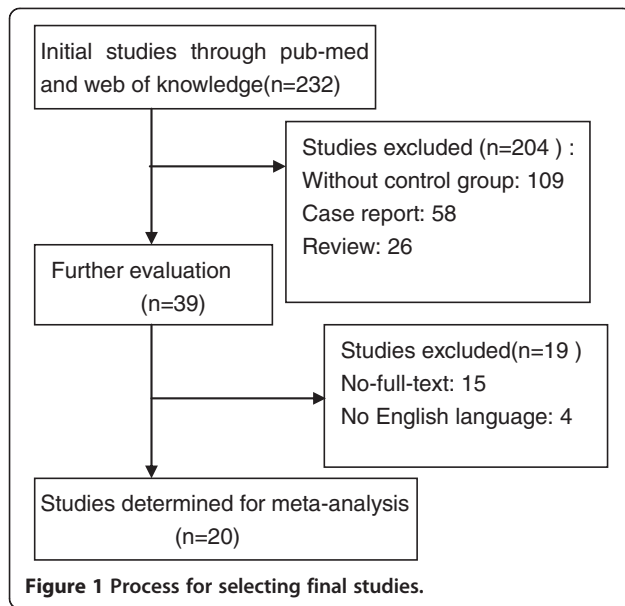 Initial studies through pub-med
and web of knowledge(n=232)
Studies excluded (n=204 ) :
Without control group: 109
Case report: 58
Review: 26
Further evaluation
(n=39)
Studies excluded(n=19 )
No-full-text: 15
No English language: 4
Studies determined for meta-analysis
(n=20)
Figure 1 Process for selecting final studies.